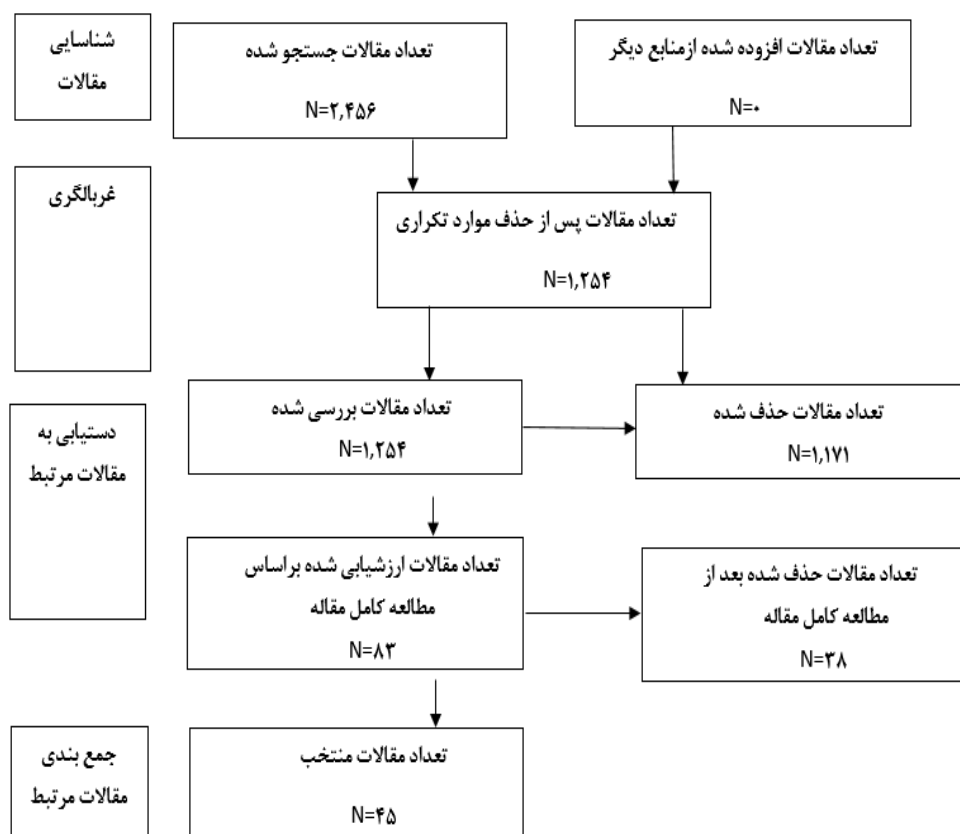 شناسایی
مقالات
تعداد مقالات جستجو شده
N=۲,۴۵۶
تعداد مقالات افزوده شده ازمنابع دیگر
N=۰
غربالگری
تعداد مقالات پس از حذف موارد تکراری
N=۱,۲۵۴
تعداد مقالات بررسی شده
N=۱,۲۵۴
تعداد مقالات حذف شده
N=۱,۱۷۱
دستیابی به
مقالات مرتبط
تعداد مقالات ارزشیابی شده براساس
مطالعه کامل مقاله
N=۸۳
تعداد مقالات حذف شده بعد از
مطالعه کامل مقاله
N=۳۸
جمع بندی
مقالات مرتبط
تعداد مقالات منتخب
N=۴۵